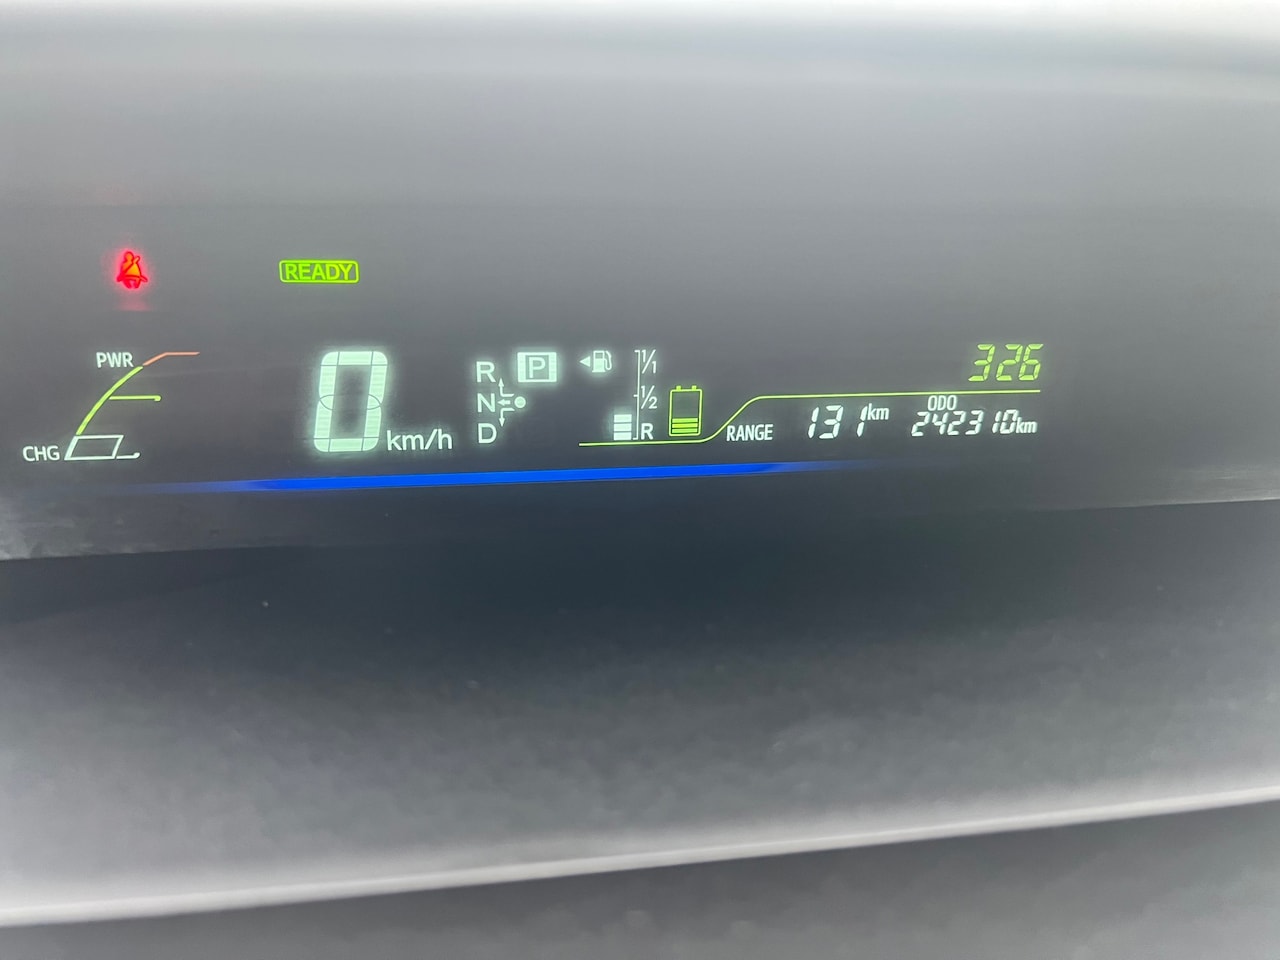 READY
326
PWR
R P 1/1
0 km/h
N 1/2
D R
CHG
RANGE 131 km
ODO
242310 km